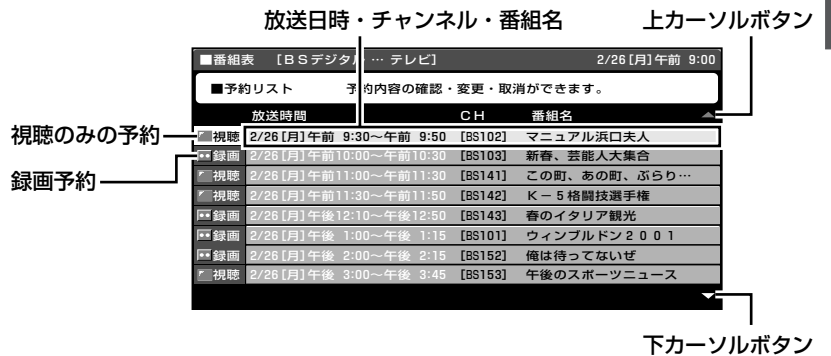 放送日時・チャンネル・番組名
上カーソルボタン
■番組表 [BSデジタル … テレビ] 2/26[月]午前 9:00
■予約リスト 予約内容の確認・変更・取消ができます。
放送時間 CH 番組名
視聴のみの予約
視聴 2/26[月]午前 9:30〜午前 9:50 [BS102] マニュアル浜口夫人
録画 2/26[月]午前10:00〜午前10:30 [BS103] 新春、芸能人大集合
録画予約
視聴 2/26[月]午前11:00〜午前11:30 [BS141] この町、あの町、ぶらり…
視聴 2/26[月]午前11:30〜午前11:50 [BS142] K−5格闘技選手権
録画 2/26[月]午後12:10〜午後12:50 [BS143] 春のイタリア観光
録画 2/26[月]午後 1:00〜午後 1:15 [BS101] ウィンブルドン2001
録画 2/26[月]午後 2:00〜午後 2:15 [BS152] 俺は待ってないぜ
視聴 2/26[月]午後 3:00〜午後 3:45 [BS153] 午後のスポーツニュース
下カーソルボタン